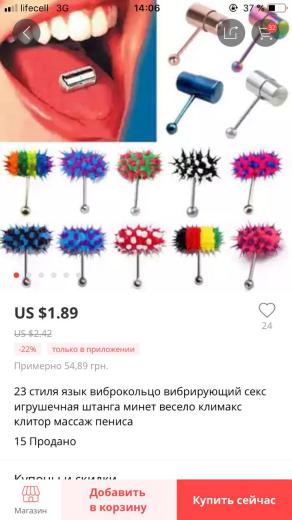 lifecell 3G 14:06 37 %
52
US $1.89
24
US $2.42
-22% только в приложении
Примерно 54,89 грн.
23 стиля язык виброкольцо вибрирующий секс
игрушечная штанга минет весело климакс
клитор массаж пениса
15 Продано
Купоны и скидки
Магазин
Добавить
в корзину
Купить сейчас